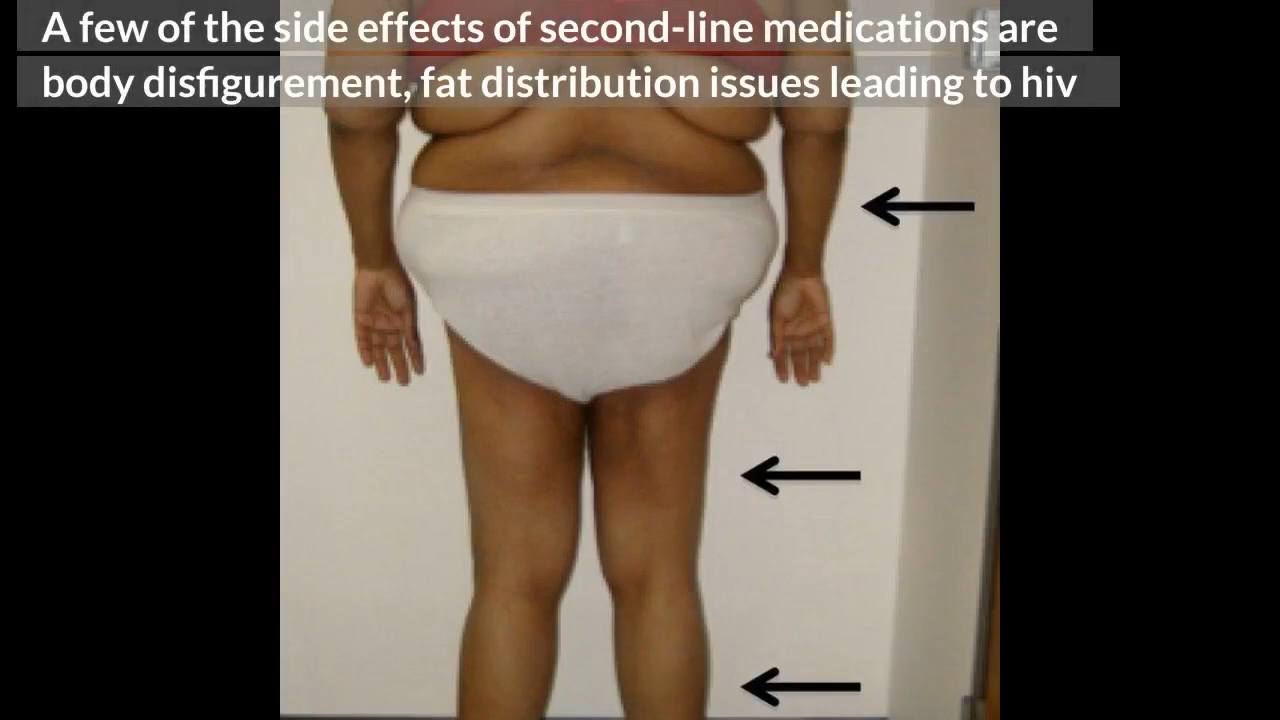 A few of the side effects of second-line medications are
body disfigurement, fat distribution issues leading to hiv